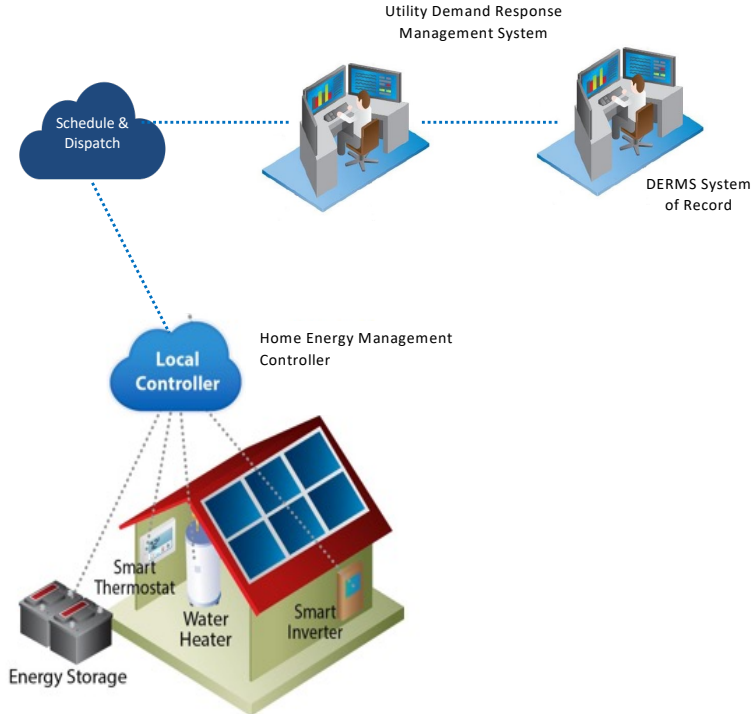 Utility Demand Response
Management System
Schedule &
Dispatch
DERMS System
of Record
Home Energy Management
Controller
Local
Controller
Smart
Thermostat
Water
Heater
Smart
Inverter
Energy Storage